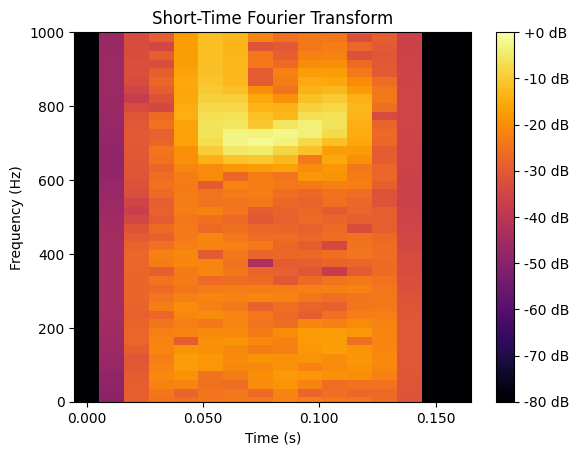 Short-Time Fourier Transform
1000
800
600
400
200
0
Frequency (Hz)
0.000
0.050
0.100
0.150
Time (s)
+0 dB
-10 dB
-20 dB
-30 dB
-40 dB
-50 dB
-60 dB
-70 dB
-80 dB